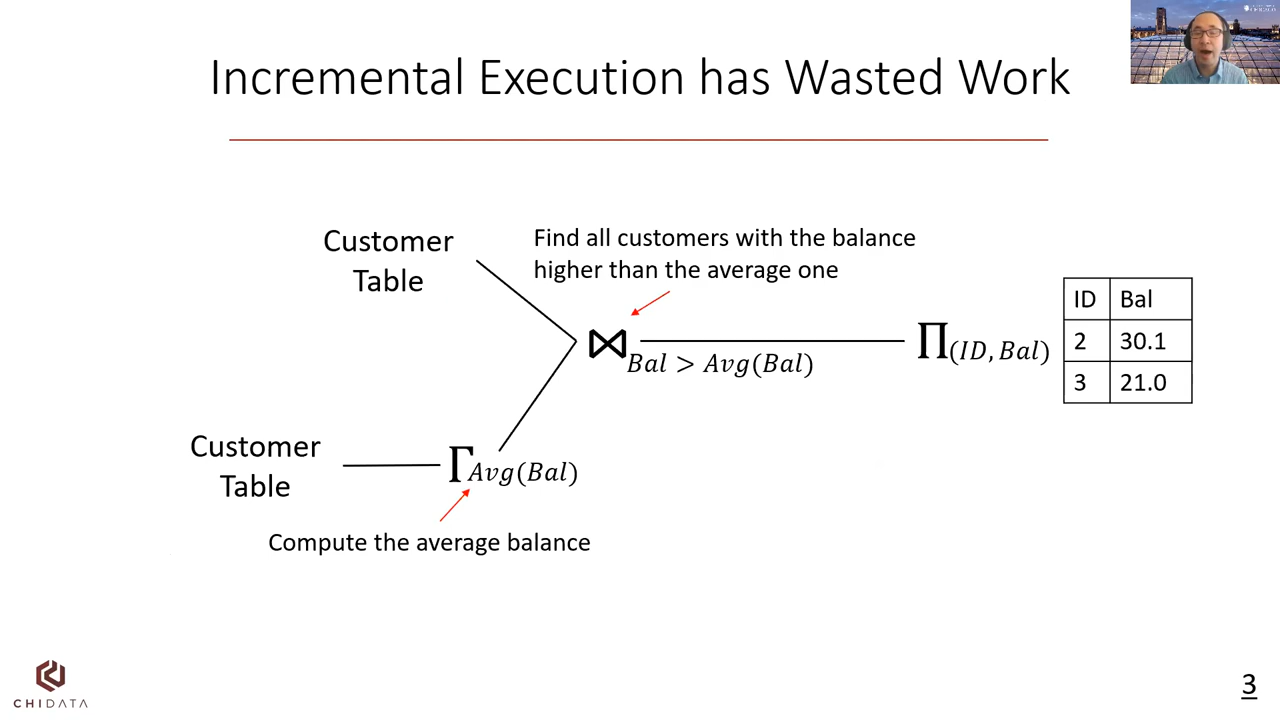 Incremental Execution has Wasted Work
Customer
Table
Find all customers with the balance
higher than the average one
⋈ Bal > Avg(Bal)
Π(ID, Bal)
ID Bal
2 30.1
3 21.0
Customer
Table
Γ Avg(Bal)
Compute the average balance
CHIDATA
3